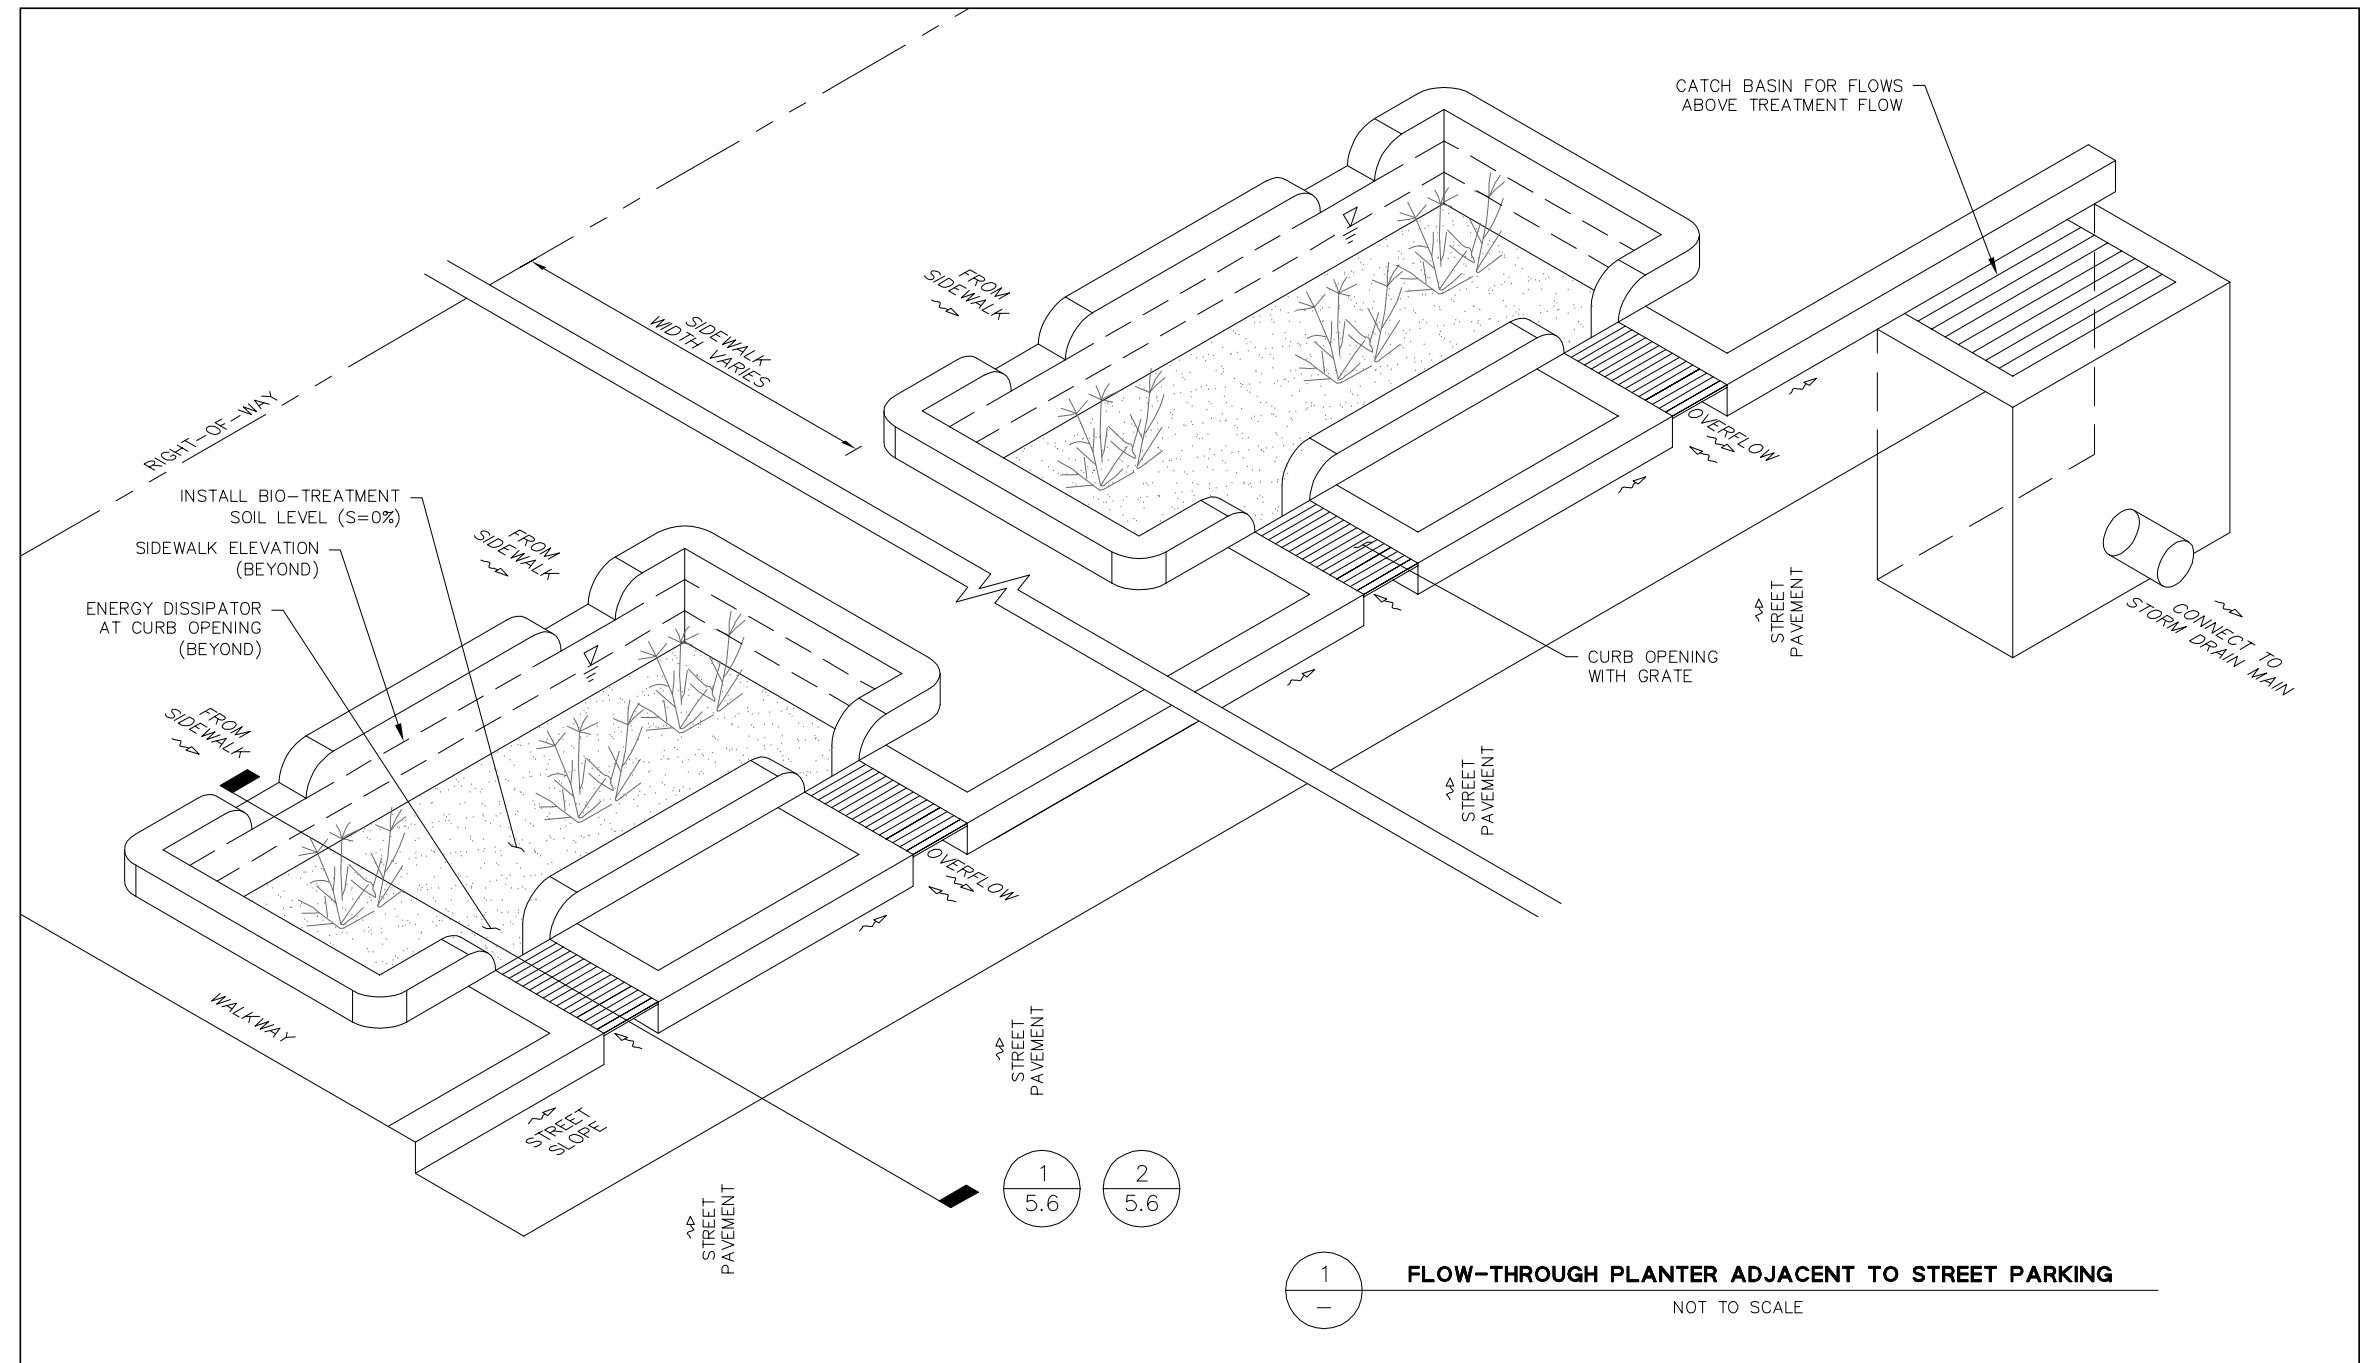 CATCH BASIN FOR FLOWS
ABOVE TREATMENT FLOW
FROM
SIDEWALK
SIDEWALK
WIDTH VARIES
RIGHT-OF-WAY
OVERFLOW
INSTALL BIO-TREATMENT
SOIL LEVEL (S=0%)
FROM
SIDEWALK
SIDEWALK ELEVATION
(BEYOND)
ENERGY DISSIPATOR
AT CURB OPENING
(BEYOND)
STREET
PAVEMENT
CONNECT TO
STORM DRAIN MAIN
CURB OPENING
WITH GRATE
FROM
SIDEWALK
STREET
PAVEMENT
OVERFLOW
WALKWAY
STREET
PAVEMENT
STREET
SLOPE
1
5.6
2
5.6
STREET
PAVEMENT
1
–
FLOW-THROUGH PLANTER ADJACENT TO STREET PARKING
NOT TO SCALE